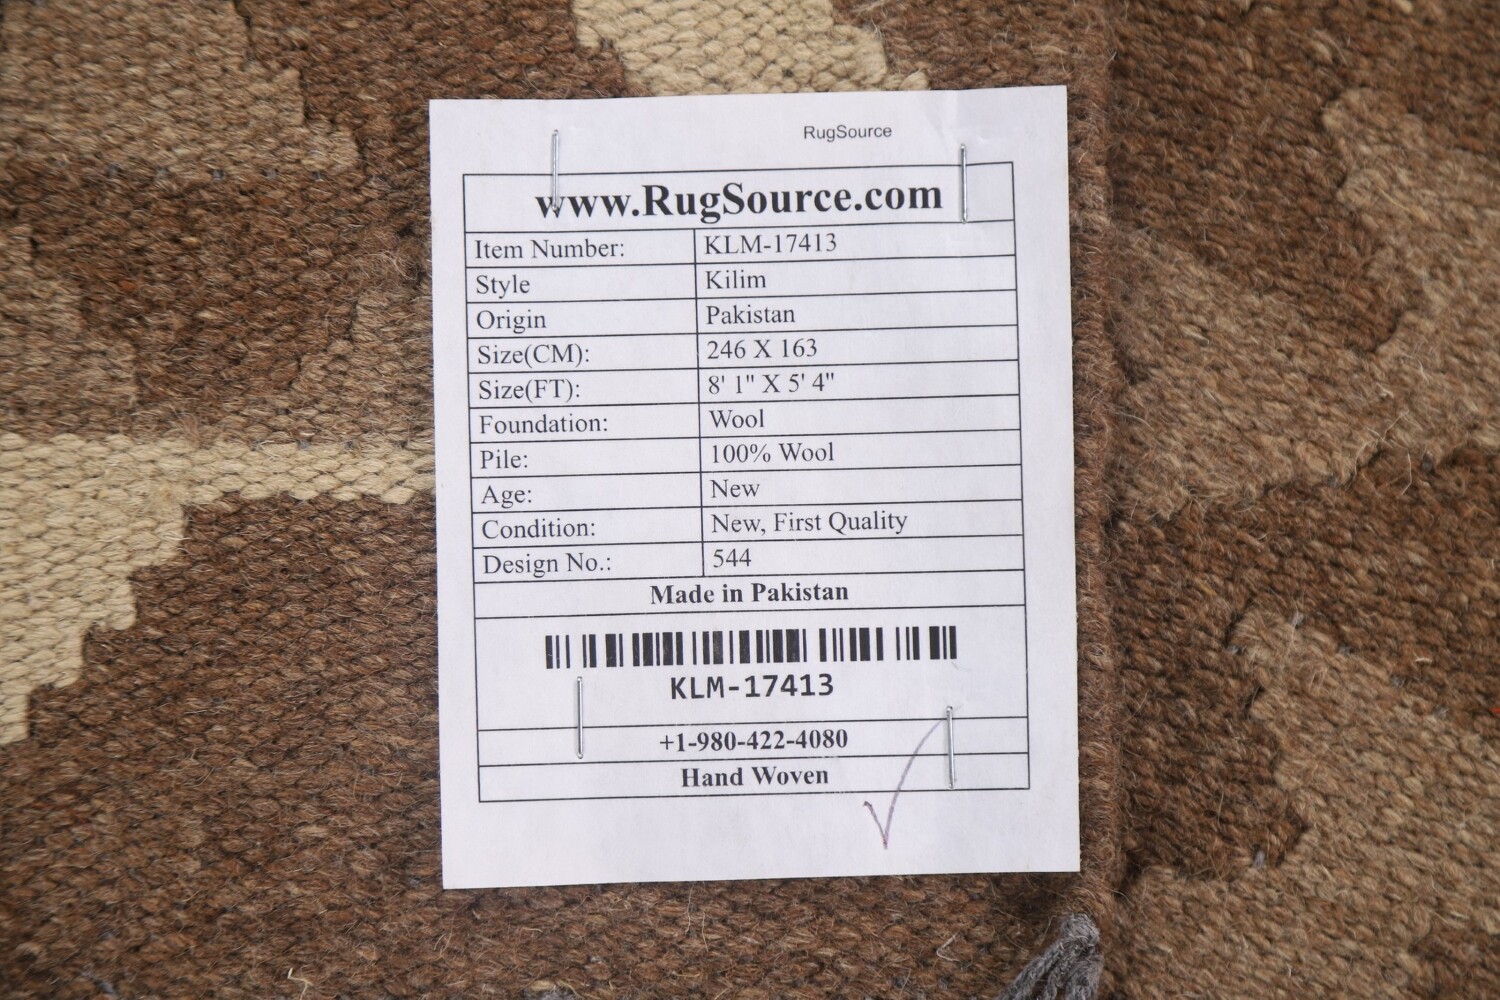 RugSource
www.RugSource.com
Item Number: KLM-17413
Style Kilim
Origin Pakistan
Size(CM): 246 X 163
Size(FT): 8' 1" X 5' 4"
Foundation: Wool
Pile: 100% Wool
Age: New
Condition: New, First Quality
Design No.: 544
Made in Pakistan
KLM-17413
+1-980-422-4080
Hand Woven